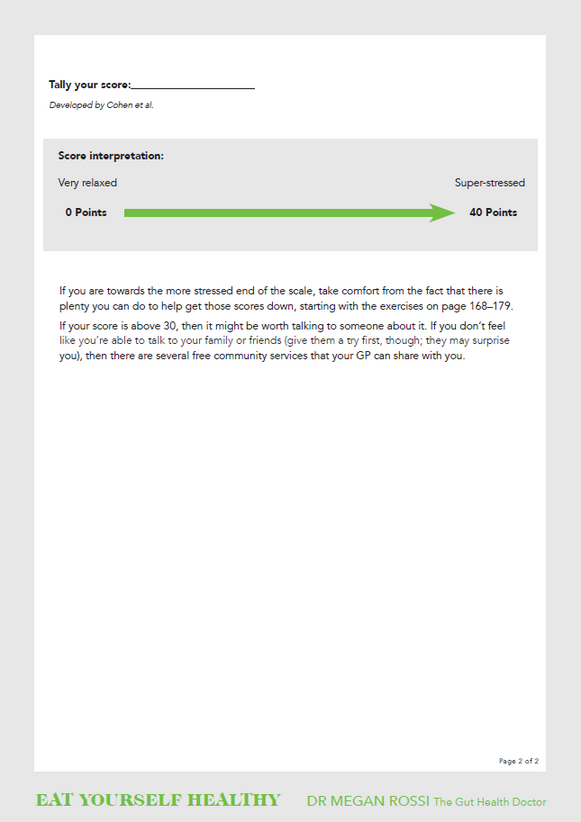 Tally your score:
Developed by Cohen et al.
Score interpretation:
Very relaxed Super-stressed
0 Points 40 Points
If you are towards the more stressed end of the scale, take comfort from the fact that there is
plenty you can do to help get those scores down, starting with the exercises on page 168–179.
If your score is above 30, then it might be worth talking to someone about it. If you don’t feel
like you’re able to talk to your family or friends (give them a try first, though; they may surprise
you), then there are several free community services that your GP can share with you.
Page 2 of 2
EAT YOURSELF HEALTHY DR MEGAN ROSSI The Gut Health Doctor